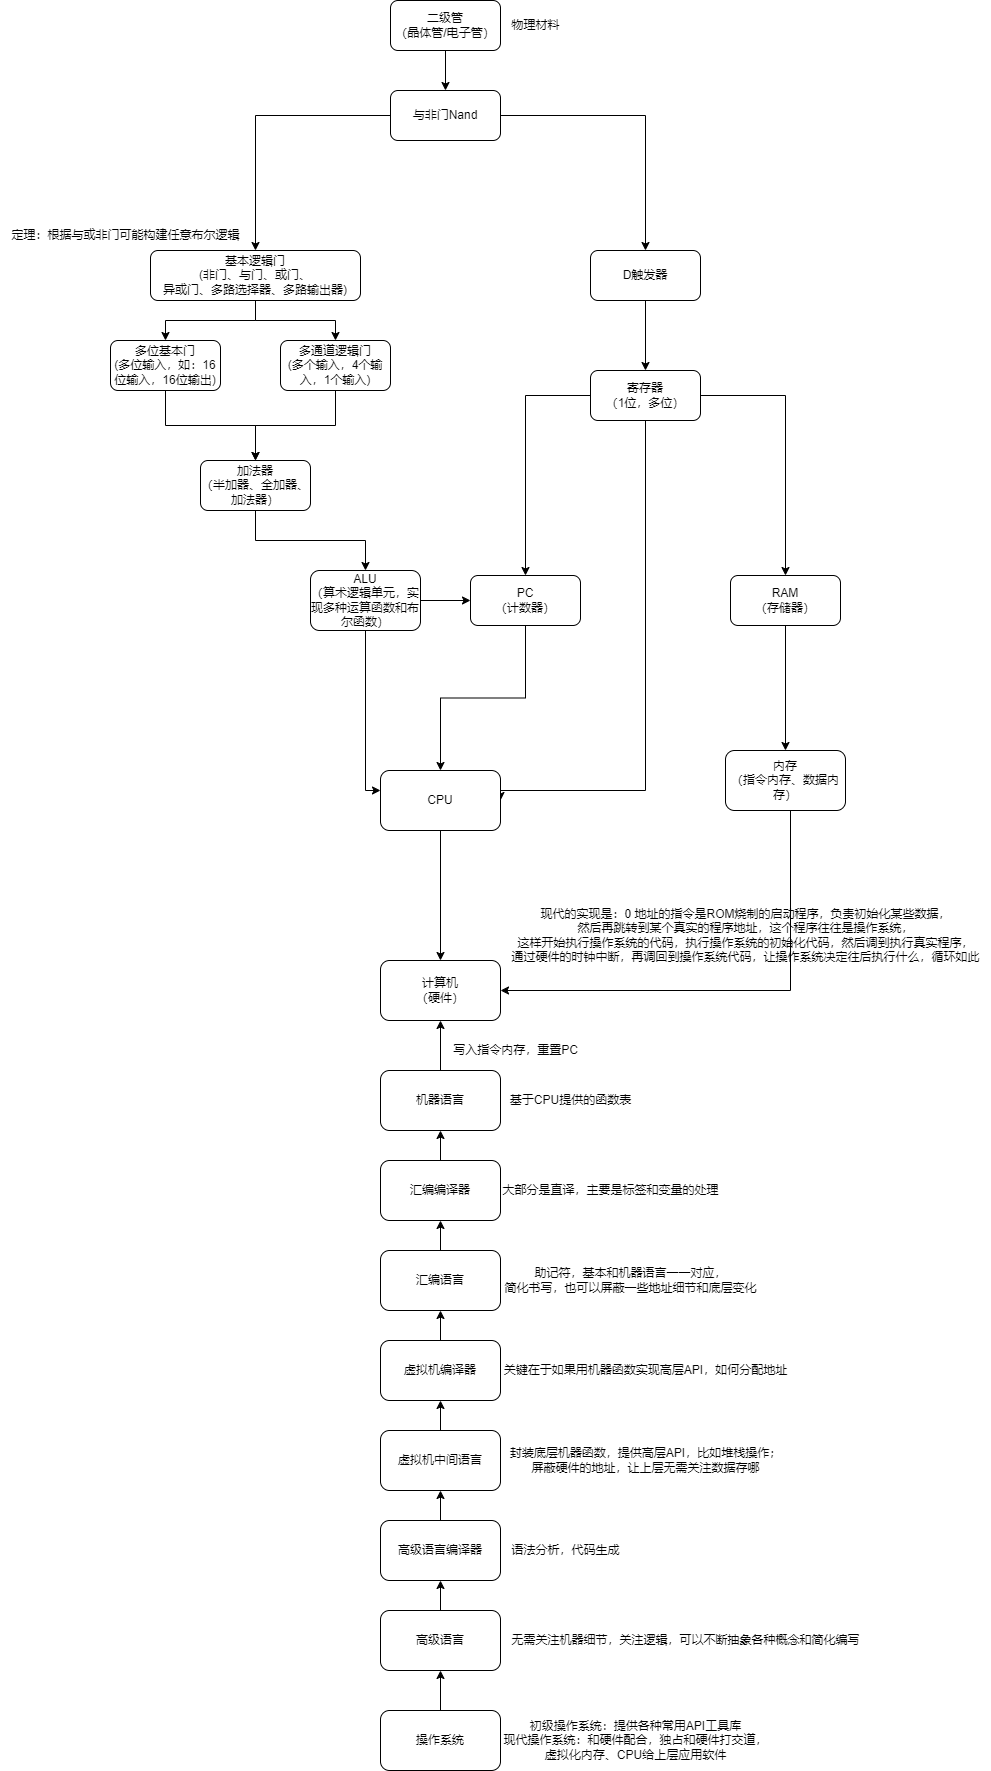 二级管
（晶体管/电子管）
物理材料
与非门Nand
定理：根据与或非门可能构建任意布尔逻辑
基本逻辑门
（非门、与门、或门、
异或门、多路选择器、多路输出器）
D触发器
多位基本门
（多位输入，如：16
位输入，16位输出）
多通道逻辑门
（多个输入，4个输
入，1个输入）
寄存器
（1位，多位）
加法器
（半加器、全加器、
加法器）
ALU
（算术逻辑单元，实
现多种运算函数和布
尔函数）
PC
（计数器）
RAM
（存储器）
CPU
内存
（指令内存、数据内
存）
现代的实现是：0 地址的指令是ROM烧制的启动程序，负责初始化某些数据，
然后再跳转到某个真实的程序地址，这个程序往往是操作系统，
这样开始执行操作系统的代码，执行操作系统的初始化代码，然后调到执行真实程序，
通过硬件的时钟中断，再调回到操作系统代码，让操作系统决定往后执行什么，循环如此
计算机
（硬件）
写入指令内存，重置PC
机器语言
基于CPU提供的函数表
汇编编译器
大部分是直译，主要是标签和变量的处理
汇编语言
助记符，基本和机器语言一一对应，
简化书写，也可以屏蔽一些地址细节和底层变化
虚拟机编译器
关键在于如果用机器函数实现高层API，如何分配地址
虚拟机中间语言
封装底层机器函数，提供高层API，比如堆栈操作；
屏蔽硬件的地址，让上层无需关注数据存哪
高级语言编译器
语法分析，代码生成
高级语言
无需关注机器细节，关注逻辑，可以不断抽象各种概念和简化编写
操作系统
初级操作系统：提供各种常用API工具库
现代操作系统：和硬件配合，独占和硬件打交道，
虚拟化内存、CPU给上层应用软件